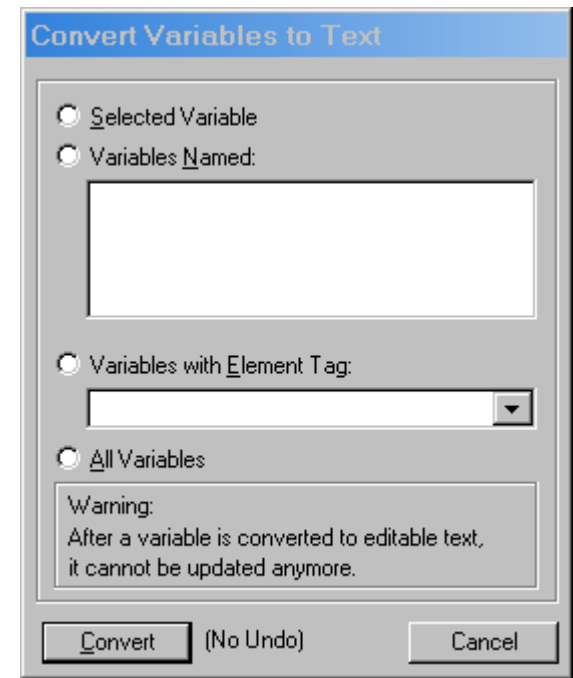 Convert Variables to Text
Selected Variable
Variables Named:
Variables with Element Tag:
All Variables
Warning:
After a variable is converted to editable text,
it cannot be updated anymore.
Convert (No Undo) Cancel